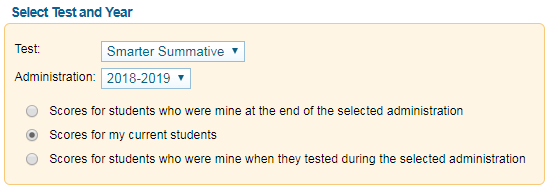 Select Test and Year
Test: Smarter Summative
Administration: 2018-2019
Scores for students who were mine at the end of the selected administration
Scores for my current students
Scores for students who were mine when they tested during the selected administration